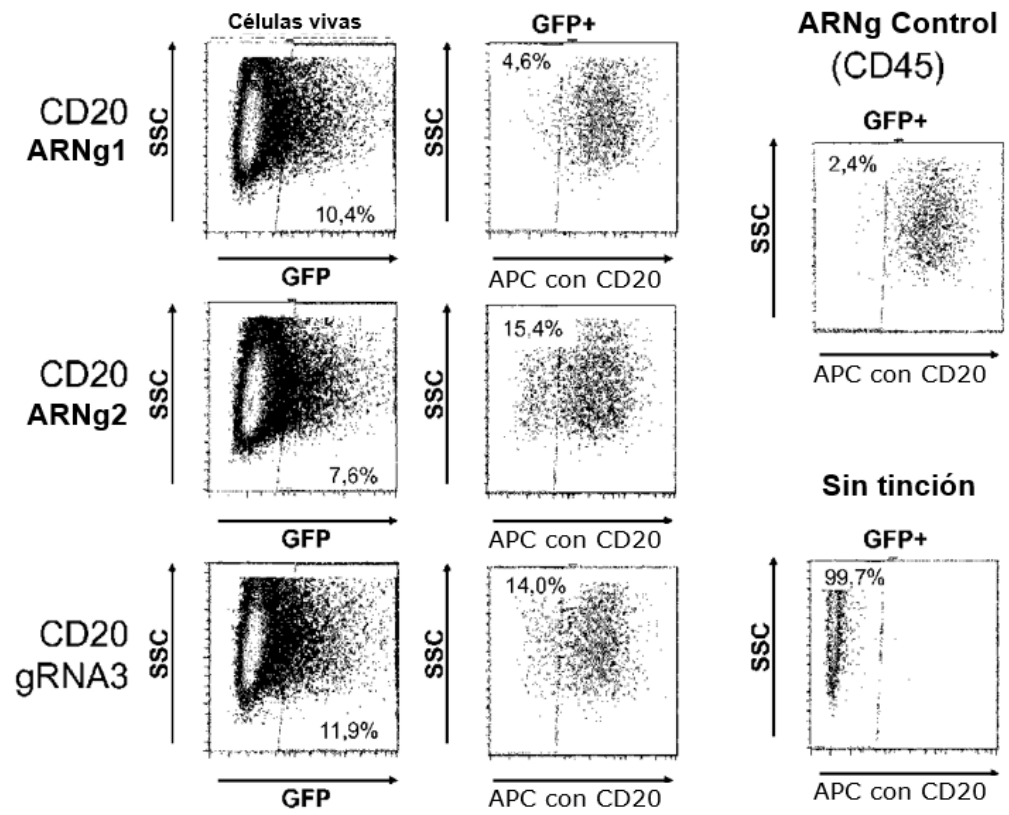 Células vivas
GFP+
ARNg Control
(CD45)
CD20
ARNg1
SSC
10,4%
GFP
SSC
4,6%
APC con CD20
GFP+
SSC
2,4%
APC con CD20
CD20
ARNg2
SSC
7,6%
GFP
SSC
15.4%
APC con CD20
Sin tinción
GFP+
SSC
99.7%
APC con CD20
CD20
gRNA3
SSC
11,9%
GFP
SSC
14,0%
APC con CD20